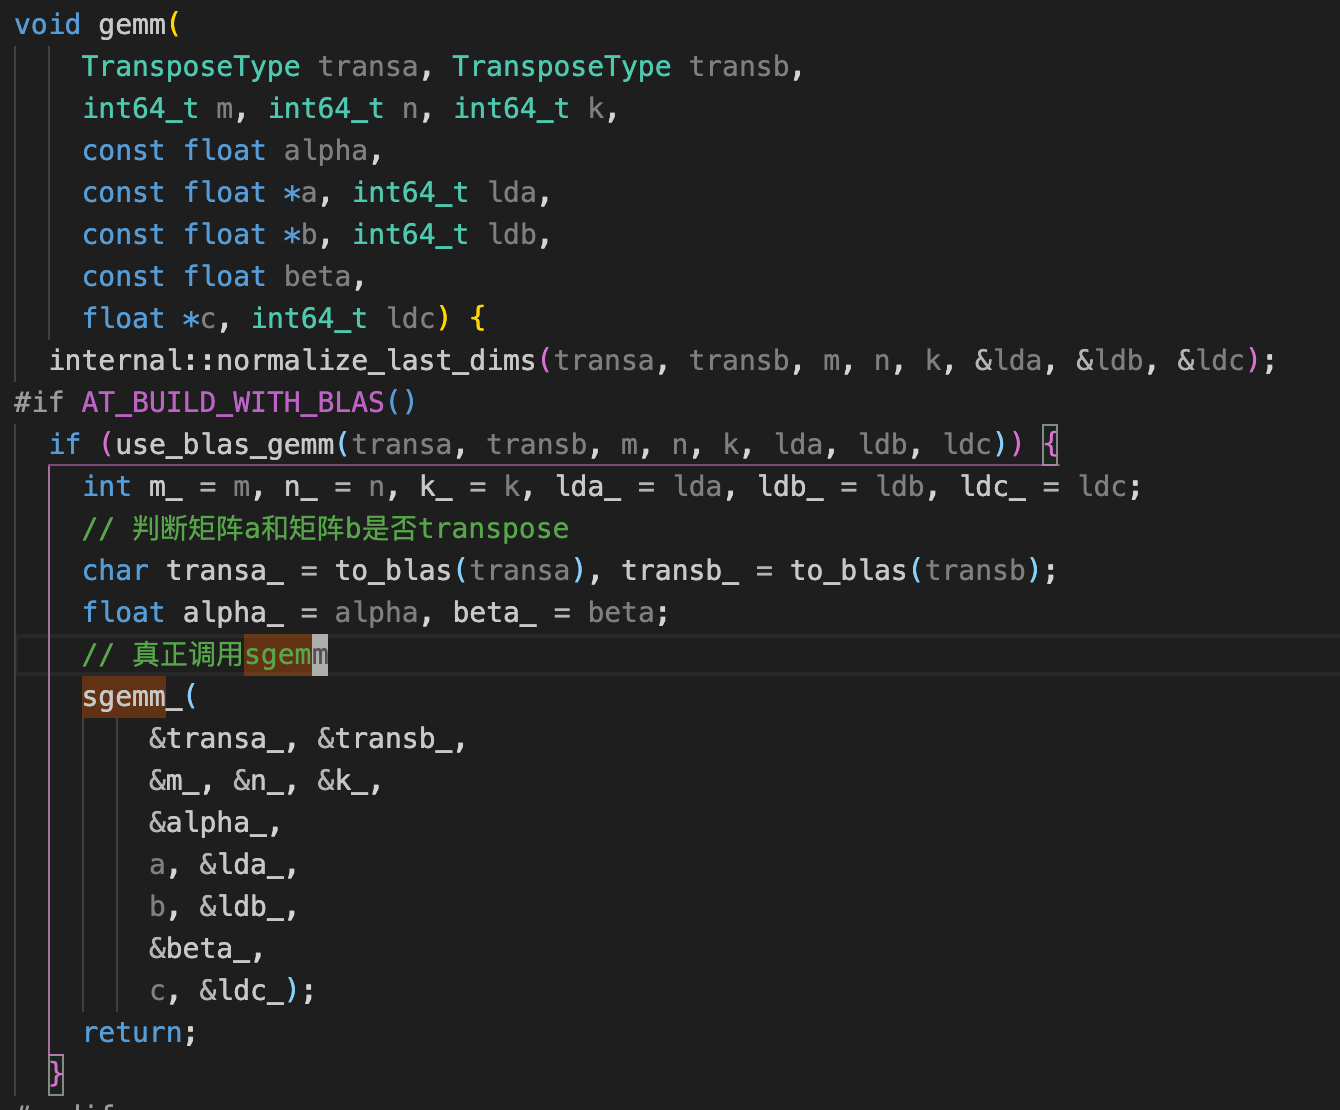 void gemm(
    TransposeType transa, TransposeType transb,
    int64_t m, int64_t n, int64_t k,
    const float alpha,
    const float *a, int64_t lda,
    const float *b, int64_t ldb,
    const float beta,
    float *c, int64_t ldc) {
  internal::normalize_last_dims(transa, transb, m, n, k, &lda, &ldb, &ldc);
#if AT_BUILD_WITH_BLAS()
  if (use_blas_gemm(transa, transb, m, n, k, lda, ldb, ldc)) {
    int m_ = m, n_ = n, k_ = k, lda_ = lda, ldb_ = ldb, ldc_ = ldc;
    // 判断矩阵a和矩阵b是否transpose
    char transa_ = to_blas(transa), transb_ = to_blas(transb);
    float alpha_ = alpha, beta_ = beta;
    // 真正调用sgemm
    sgemm_(
        &transa_, &transb_,
        &m_, &n_, &k_,
        &alpha_,
        a, &lda_,
        b, &ldb_,
        &beta_,
        c, &ldc_);
    return;
  }